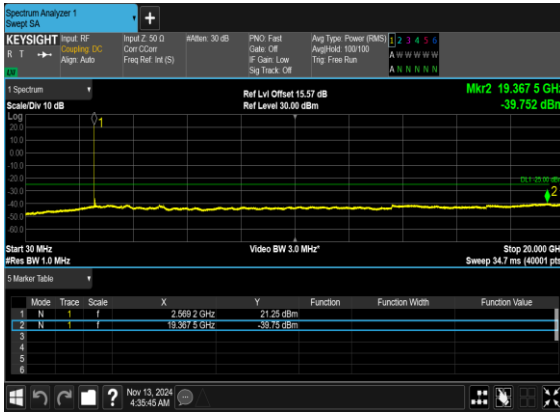 Spectrum Analyzer 1
Swept SA
+
KEYSIGHT Input: RF Input Z: 50 Ω #Atten: 30 dB PNO: Fast Avg Type: Power (RMS) 1 2 3 4 5 6
R T Coupling: DC Corr CCorr Gate: Off Avg|Hold: 100/100 A W W W W W
Align: Auto Freq Ref: Int (S) IF Gain: Low Trig: Free Run
Sig Track: Off A N N N N N
1 Spectrum
Scale/Div 10 dB Ref Lvl Offset 15.57 dB Mkr2 19.367 5 GHz
Ref Level 30.00 dBm -39.752 dBm
Log
1
20.0
10.0
0.00
-10.0
-20.0
DL1 -25.00 dBm
-30.0
2
-40.0
-50.0
-60.0
Start 30 MHz Video BW 3.0 MHz* Stop 20.000 GH
#Res BW 1.0 MHz Sweep 34.7 ms (40001 pts
5 Marker Table
Mode Trace Scale X Y Function Function Width Function Value
1 N 1 f 2.569 2 GHz 21.25 dBm
2 N 1 f 19.367 5 GHz -39.75 dBm
3
4
5
6
? Nov 13, 2024
4:35:45 AM